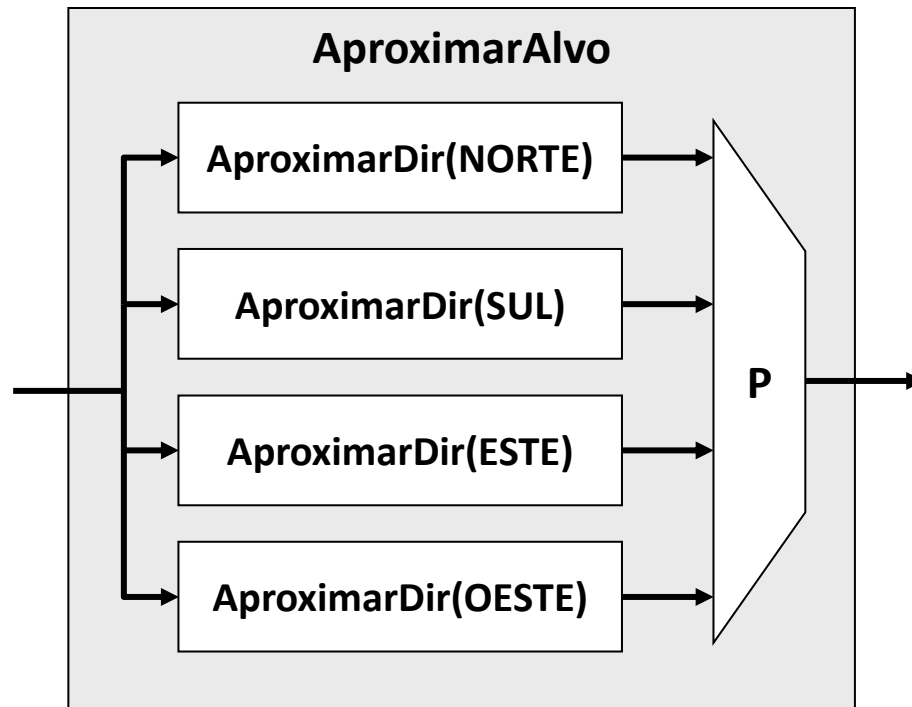 AproximarAlvo
AproximarDir(NORTE)
AproximarDir(SUL)
P
AproximarDir(ESTE)
AproximarDir(OESTE)